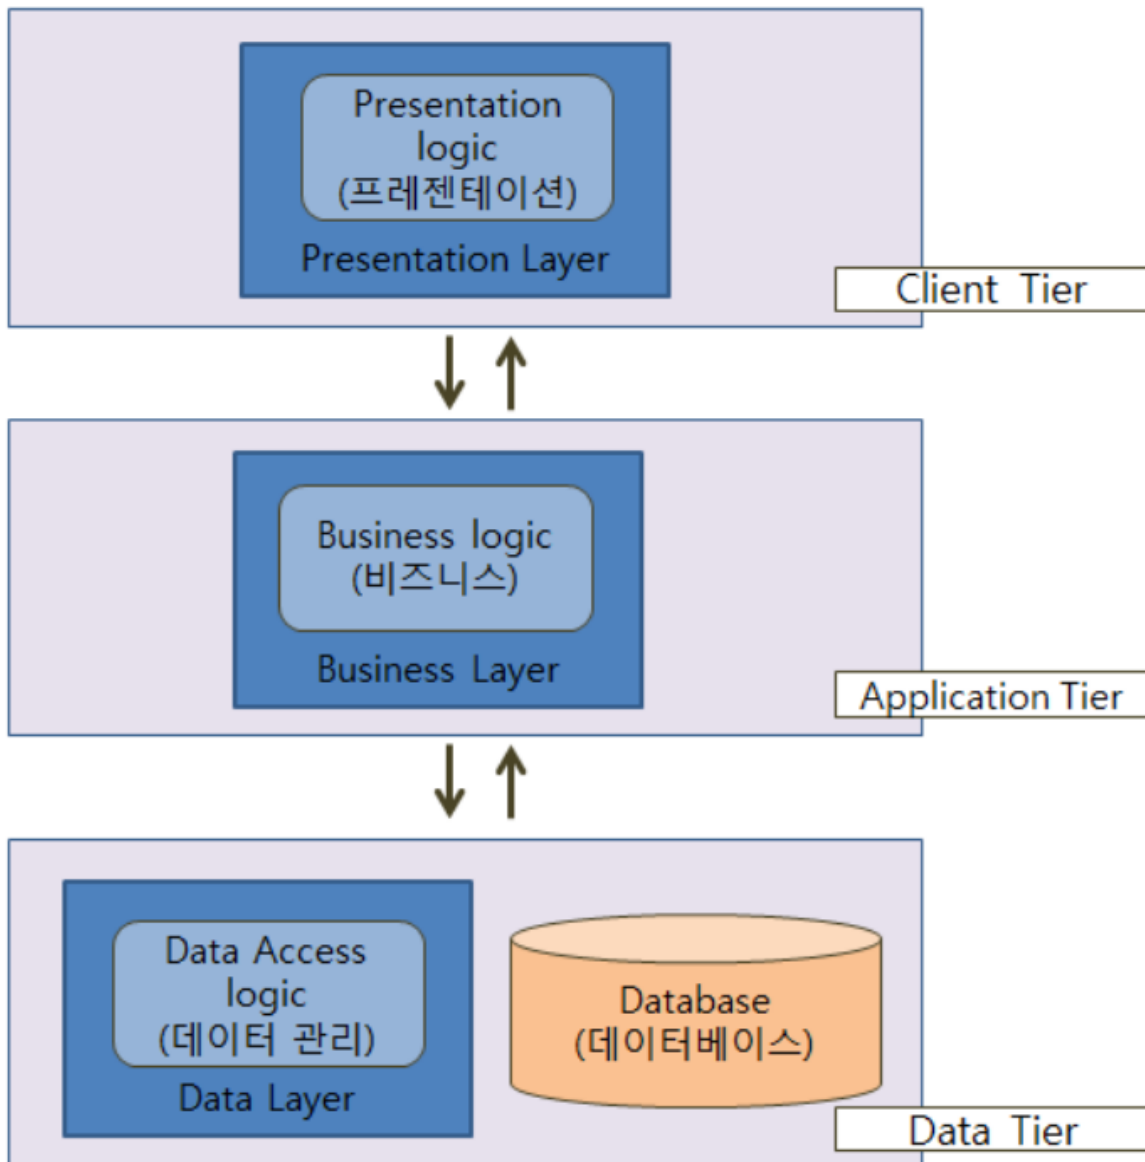 Presentation
logic
(프레젠테이션)
Presentation Layer
Client Tier
Business logic
(비즈니스)
Business Layer
Application Tier
Data Access
logic
(데이터 관리)
Data Layer
Database
(데이터베이스)
Data Tier